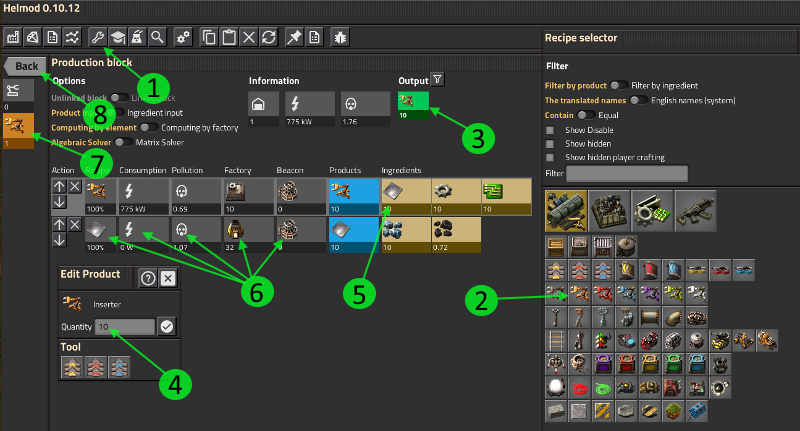 Helmod 0.10.12
Back
0
1
Production block
Options
Unlinked block
Product
Ingredient input
Computing by element
Computing by factory
Algebraic Solver
Matrix Solver
Information
1
775 kW
1.76
Output
10
Action
Consumption
Pollution
Factory
Beacon
Products
Ingredients
100%
775 kW
0.69
10
0
10
10
10
10
100%
0 W
1.07
32
10
10
0.72
Edit Product
Inserter
Quantity
10
Tool
1
2
3
4
5
6
7
8
Recipe selector
Filter
Filter by product
Filter by ingredient
The translated names
English names (system)
Contain
Equal
Show Disable
Show hidden
Show hidden player crafting
Filter